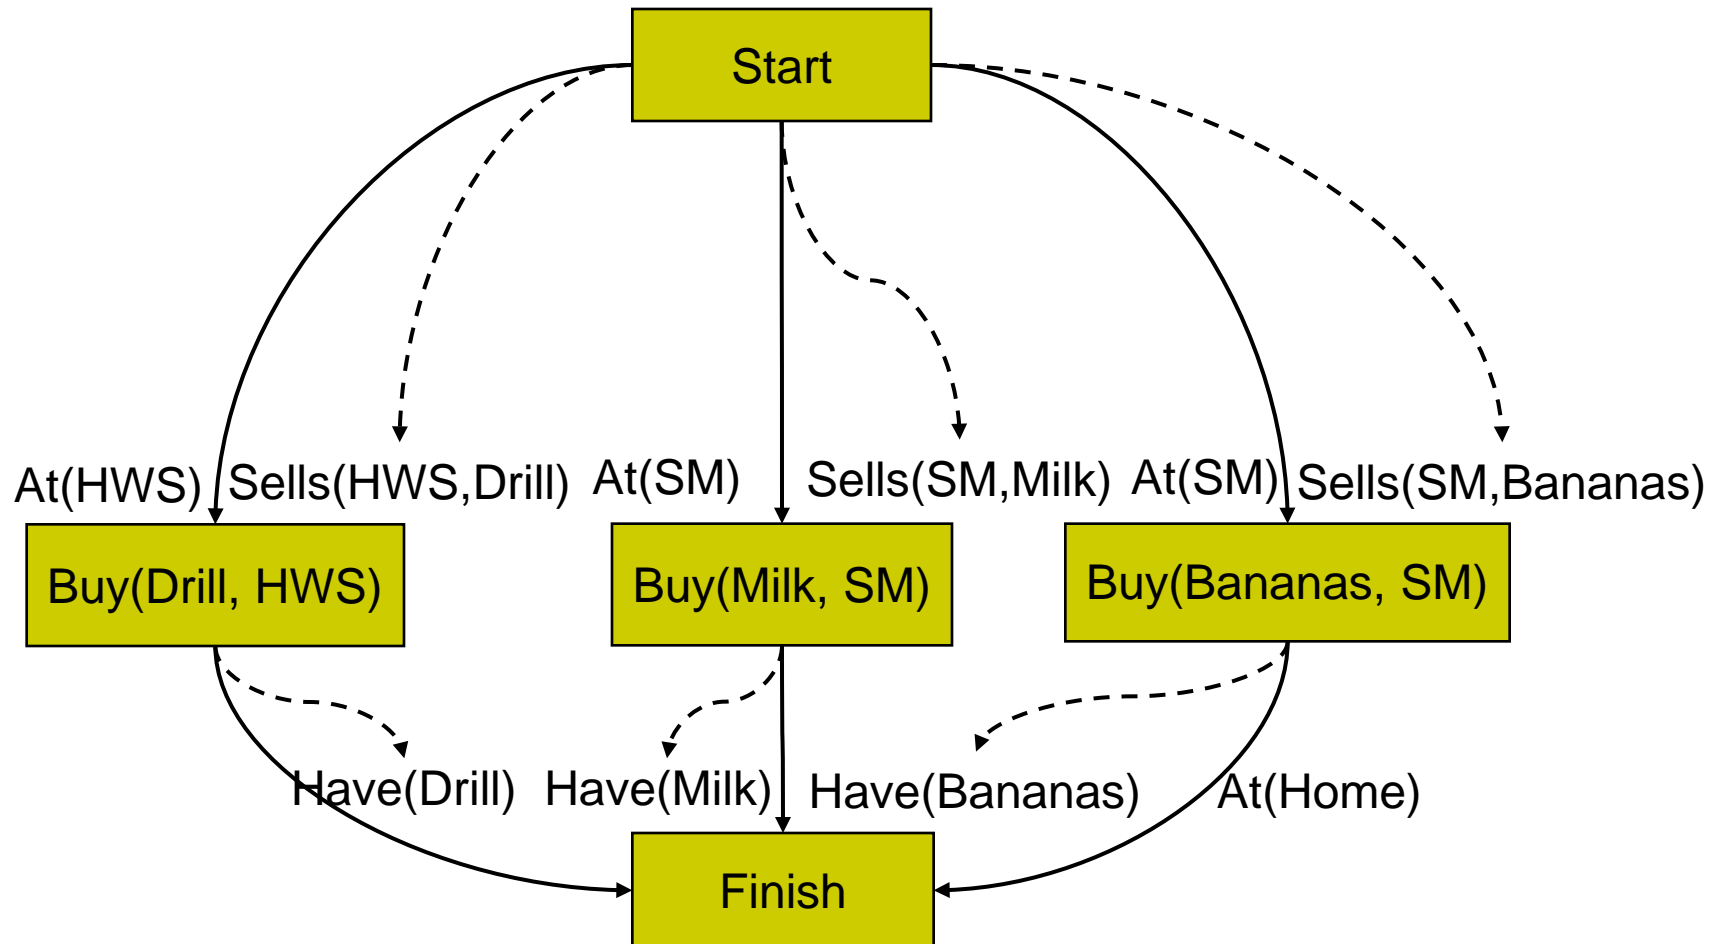 Start
At(HWS) Sells(HWS,Drill) At(SM) Sells(SM,Milk) At(SM) Sells(SM,Bananas)
Buy(Drill, HWS) Buy(Milk, SM) Buy(Bananas, SM)
Have(Drill) Have(Milk) Have(Bananas) At(Home)
Finish